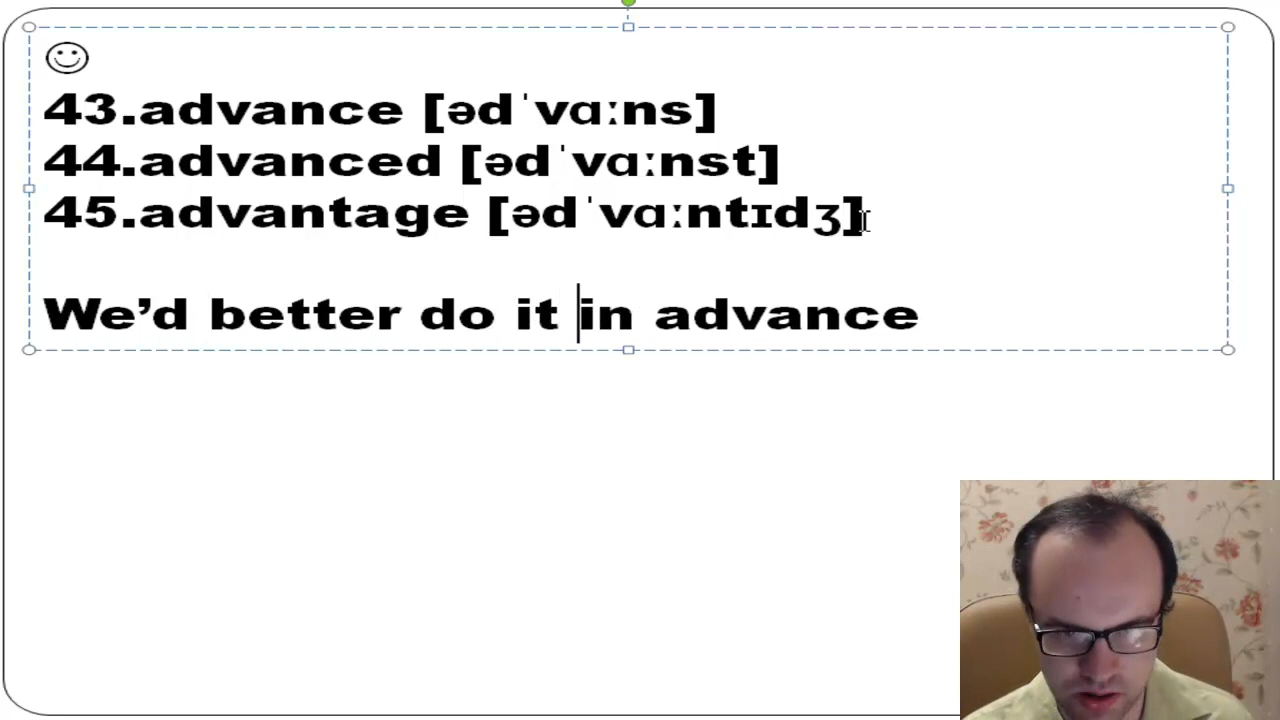 ☺
43.advance [ədˈvɑːns]
44.advanced [ədˈvɑːnst]
45.advantage [ədˈvɑːntɪdʒ]
We’d better do it in advance